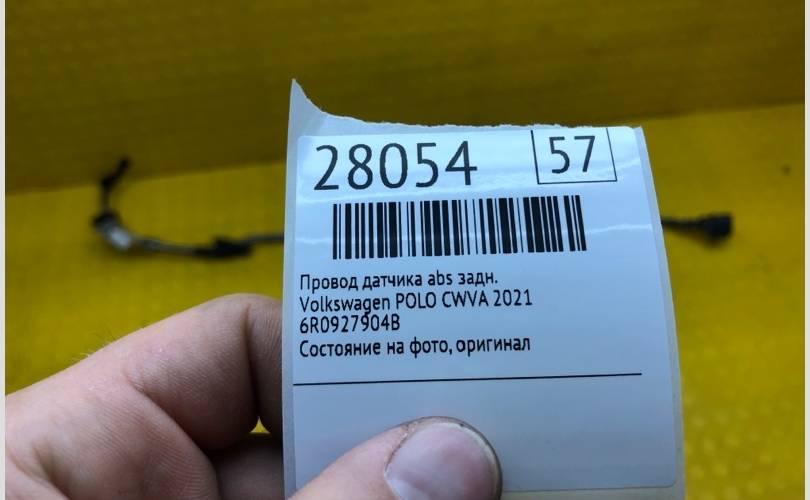 28054 57
Провод датчика abs задн.
Volkswagen POLO CWVA 2021
6R0927904B
Состояние на фото, оригинал